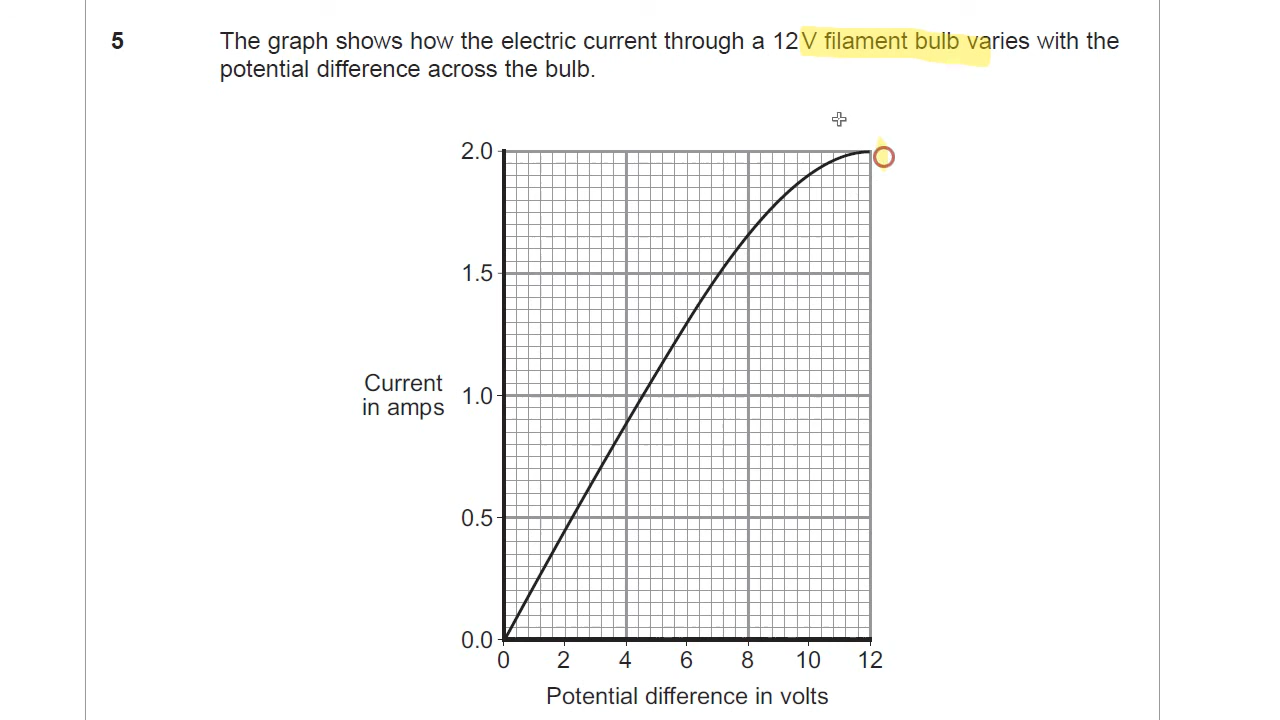 5 The graph shows how the electric current through a 12 V filament bulb varies with the
potential difference across the bulb.
2.0
1.5
Current
in amps
1.0
0.5
0.0
0 2 4 6 8 10 12
Potential difference in volts